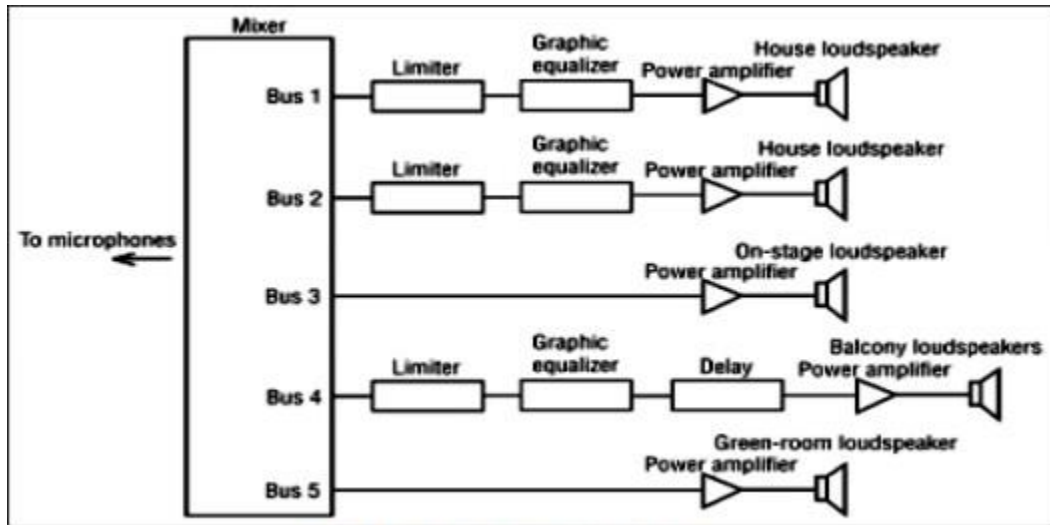 Mixer
House loudspeaker
Graphic
equalizer
Limiter
Power amplifier
Bus 1
House loudspeaker
Graphic
equalizer
Limiter
Power amplifier
Bus 2
To microphones
On-stage loudspeaker
Power amplifier
Bus 3
Balcony loudspeakers
Graphic
equalizer
Limiter
Delay
Power amplifier
Bus 4
Green-room loudspeaker
Power amplifier
Bus 5